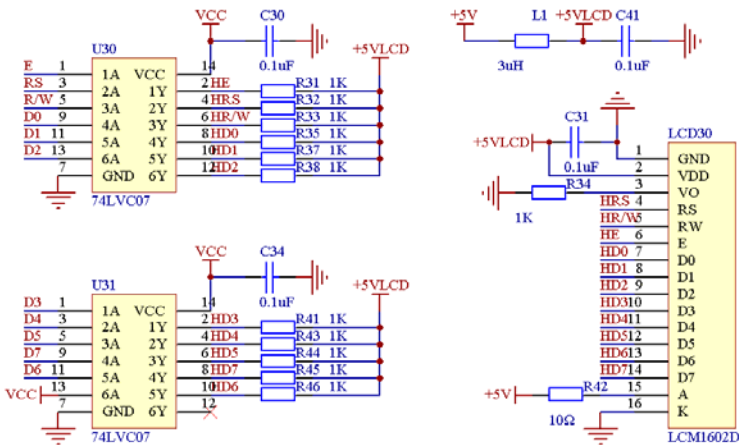 VCC C30
0.1uF +5VLCD
U30
E 1 1A VCC 14
RS 3 2A 1Y 2 HE R31 1K
R/W 5 3A 2Y 4 HRS R32 1K
D0 9 4A 3Y 6 HR/W R33 1K
D1 11 5A 4Y 8 HD0 R35 1K
D2 13 6A 5Y 10 HD1 R37 1K
7 GND 6Y 12 HD2 R38 1K
74LVC07
+5V L1 +5VLCD C41
3uH 0.1uF
VCC C34
0.1uF +5VLCD
U31
D3 1 1A VCC 14
D4 3 2A 1Y 2 HD3 R41 1K
D5 5 3A 2Y 4 HD4 R43 1K
D7 9 4A 3Y 6 HD5 R44 1K
D6 11 5A 4Y 8 HD7 R45 1K
VCC 13 6A 5Y 10 HD6 R46 1K
7 GND 6Y 12
74LVC07
C31
+5VLCD 0.1uF
LCD30
1 GND
2 VDD
R34 1K 3 VO
HRS 4 RS
HR/W 5 RW
HE 6 E
HD0 7 D0
HD1 8 D1
HD2 9 D2
HD3 10 D3
HD4 11 D4
HD5 12 D5
HD6 13 D6
HD7 14 D7
+5V R42 10Ω 15 A
16 K
LCM1602D